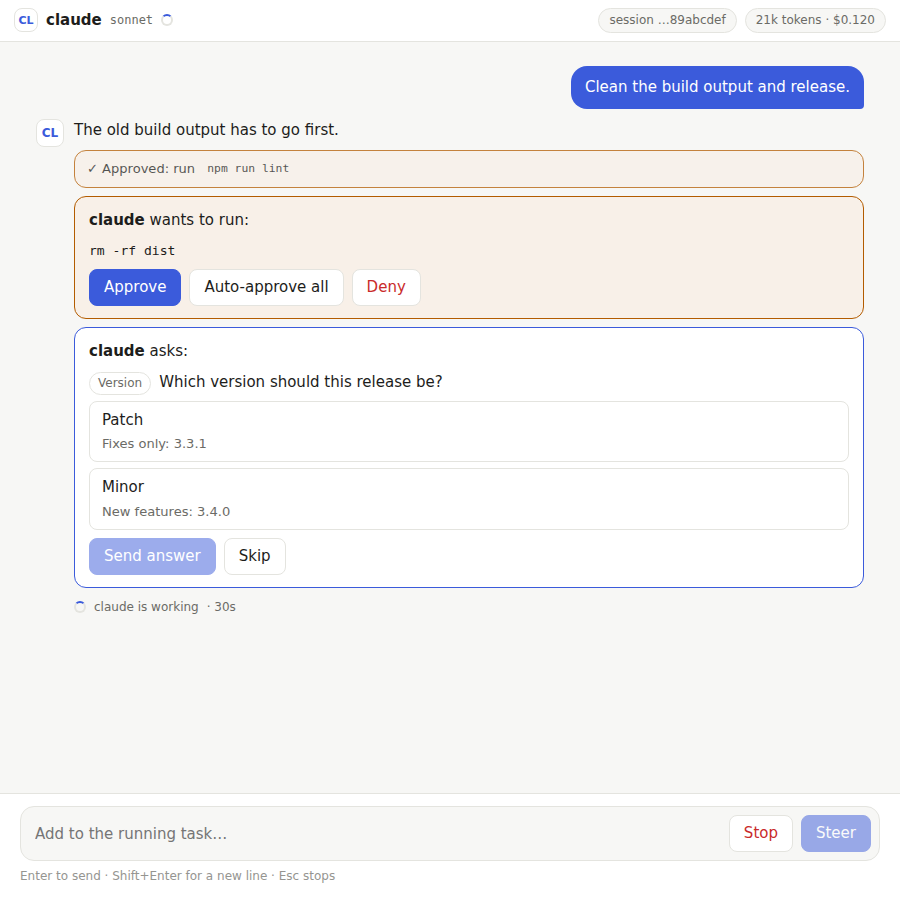 CL claude sonnet session …89abcdef 21k tokens · $0.120
Clean the build output and release.
CL The old build output has to go first.
✓ Approved: run npm run lint
claude wants to run:
rm -rf dist
Approve Auto-approve all Deny
claude asks:
Version Which version should this release be?
Patch
Fixes only: 3.3.1
Minor
New features: 3.4.0
Send answer Skip
claude is working · 30s
Add to the running task… Stop Steer
Enter to send · Shift+Enter for a new line · Esc stops